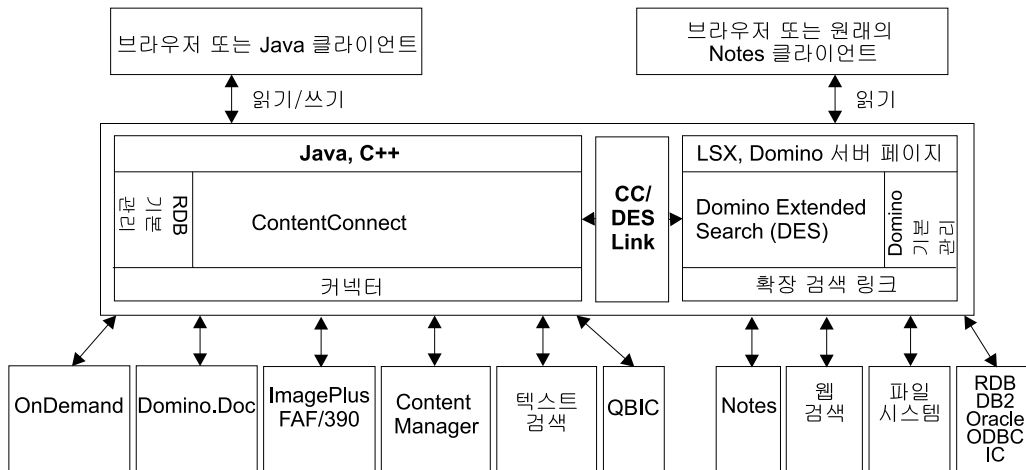 브라우저 또는 Java 클라이언트
브라우저 또는 원래의
Notes 클라이언트
읽기/쓰기
읽기
Java, C++
RDB
기본
관리
ContentConnect
커넥터
CC/
DES
Link
LSX, Domino 서버 페이지
Domino Extended
Search (DES)
Domino
기본
관리
확장 검색 링크
OnDemand
Domino.Doc
ImagePlus
FAF/390
Content
Manager
텍스트
검색
QBIC
Notes
웹
검색
파일
시스템
RDB
DB2
Oracle
ODBC
IC